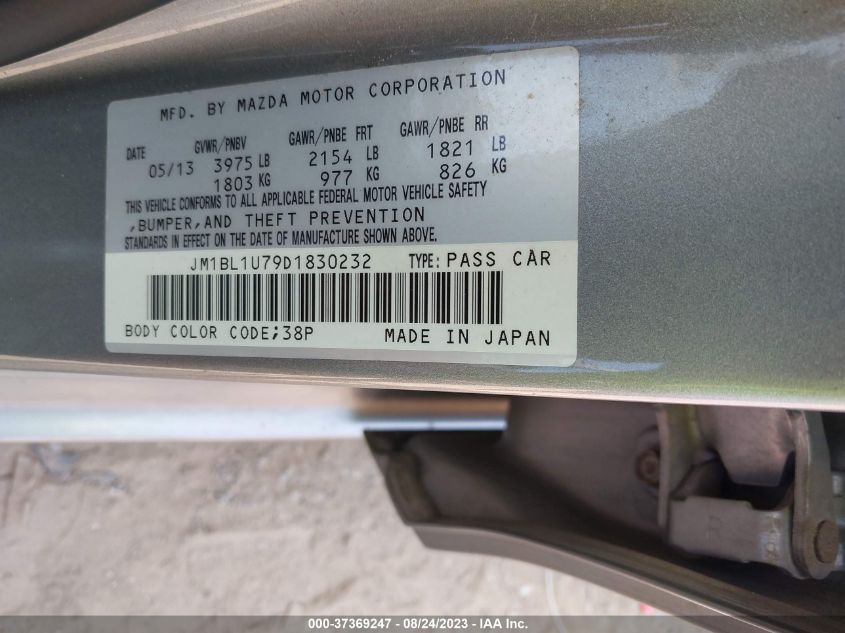 MFD. BY MAZDA MOTOR CORPORATION
DATE GVWR/PNBV GAWR/PNBE FRT GAWR/PNBE RR
05/13 3975 LB 2154 LB 1821 LB
1803 KG 977 KG 826 KG
THIS VEHICLE CONFORMS TO ALL APPLICABLE FEDERAL MOTOR VEHICLE SAFETY
,BUMPER,AND THEFT PREVENTION
STANDARDS IN EFFECT ON THE DATE OF MANUFACTURE SHOWN ABOVE.
JM1BL1U79D1830232 TYPE: PASS CAR
BODY COLOR CODE;38P MADE IN JAPAN
R
000-37369247 - 08/24/2023 - IAA Inc.